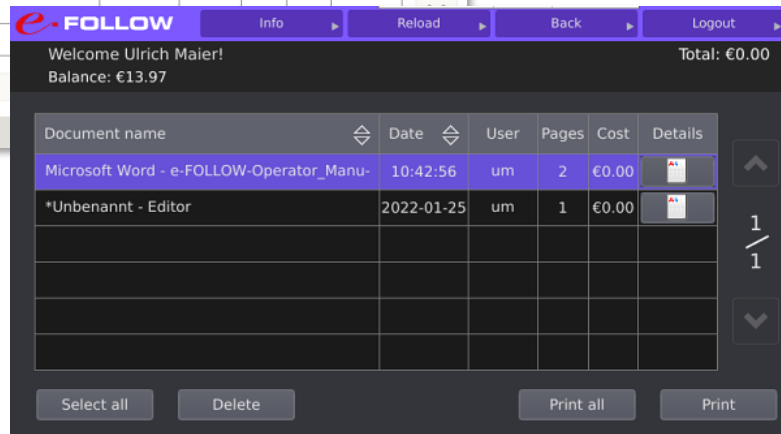 e-FOLLOW Info Reload Back Logout
Welcome Ulrich Maier! Total: €0.00
Balance: €13.97
Document name Date User Pages Cost Details
Microsoft Word - e-FOLLOW-Operator_Manu- 10:42:56 um 2 €0.00
*Unbenannt - Editor 2022-01-25 um 1 €0.00
1
1
Select all Delete Print all Print